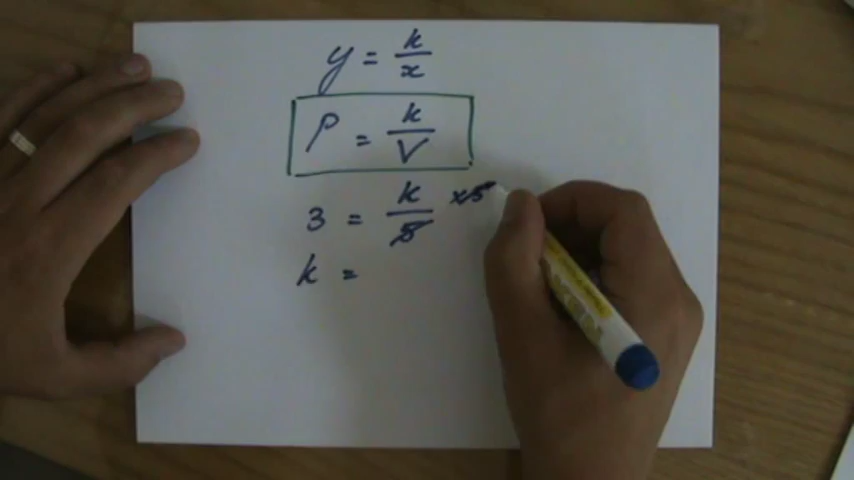 y = k/x
P = k/V
3 = k/5 ×5
k =